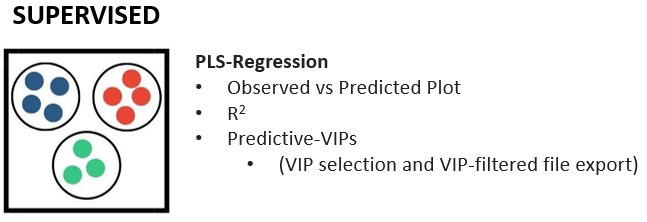 SUPERVISED
PLS-Regression
• Observed vs Predicted Plot
• R²
• Predictive-VIPs
• (VIP selection and VIP-filtered file export)